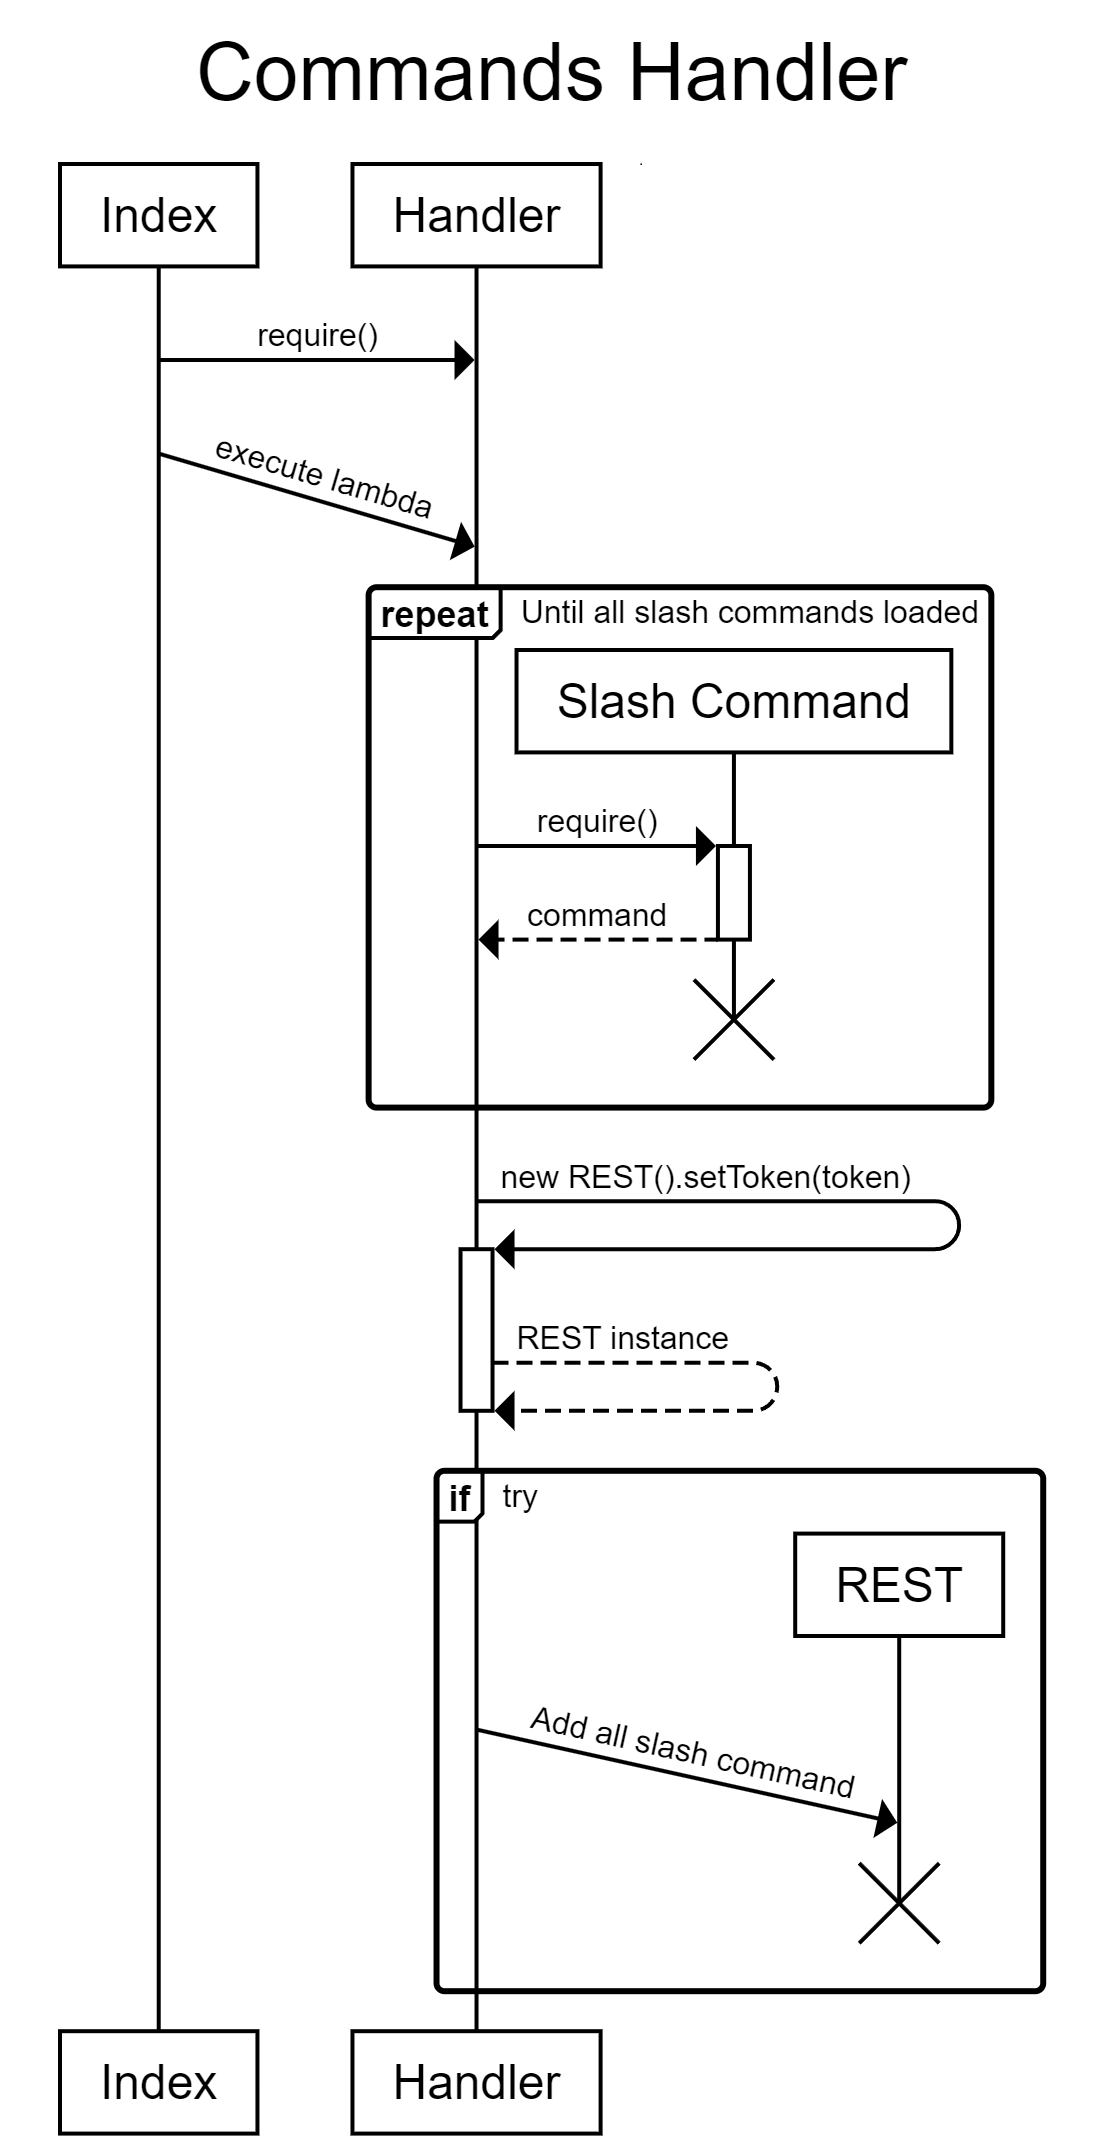 Commands Handler
Index
Handler
require()
execute lambda
repeat
Until all slash commands loaded
Slash Command
require()
command
new REST().setToken(token)
REST instance
if
try
REST
Add all slash command
Index
Handler